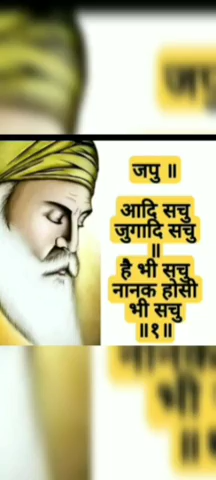 जपु ॥
आदि सचु
जुगादि सचु
॥
है भी सचु
नानक होसी
भी सचु
॥१॥